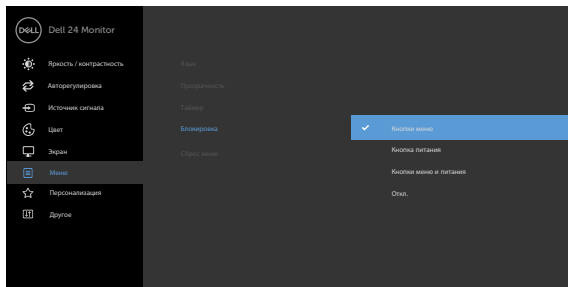 DELL Dell 24 Monitor
Яркость / контрастность
Авторегулировка
Источник сигнала
Цвет
Экран
Меню
Персонализация
Другое
Язык
Прозрачность
Таймер
Блокировка
Сброс меню
Кнопки меню
Кнопка питания
Кнопки меню и питания
Откл.